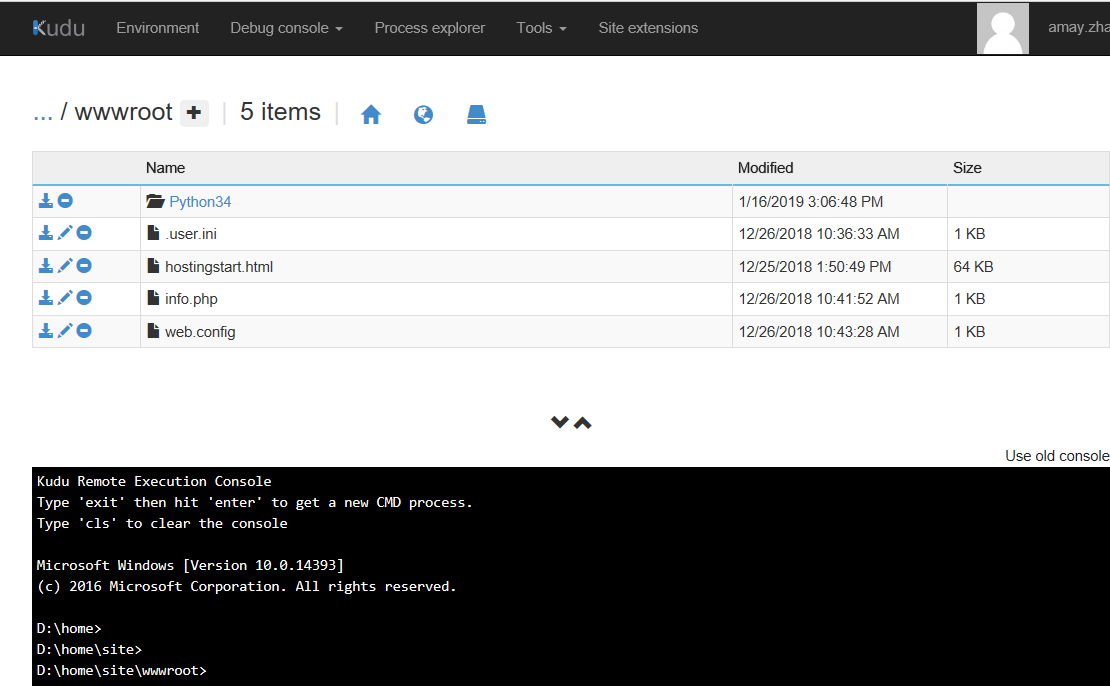 Kudu Environment Debug console Process explorer Tools Site extensions amay.zha
... / wwwroot | 5 items |
Name Modified Size
Python34 1/16/2019 3:06:48 PM
.user.ini 12/26/2018 10:36:33 AM 1 KB
hostingstart.html 12/25/2018 1:50:49 PM 64 KB
info.php 12/26/2018 10:41:52 AM 1 KB
web.config 12/26/2018 10:43:28 AM 1 KB
Use old console
Kudu Remote Execution Console
Type 'exit' then hit 'enter' to get a new CMD process.
Type 'cls' to clear the console
Microsoft Windows [Version 10.0.14393]
(c) 2016 Microsoft Corporation. All rights reserved.
D:\home>
D:\home\site>
D:\home\site\wwwroot>